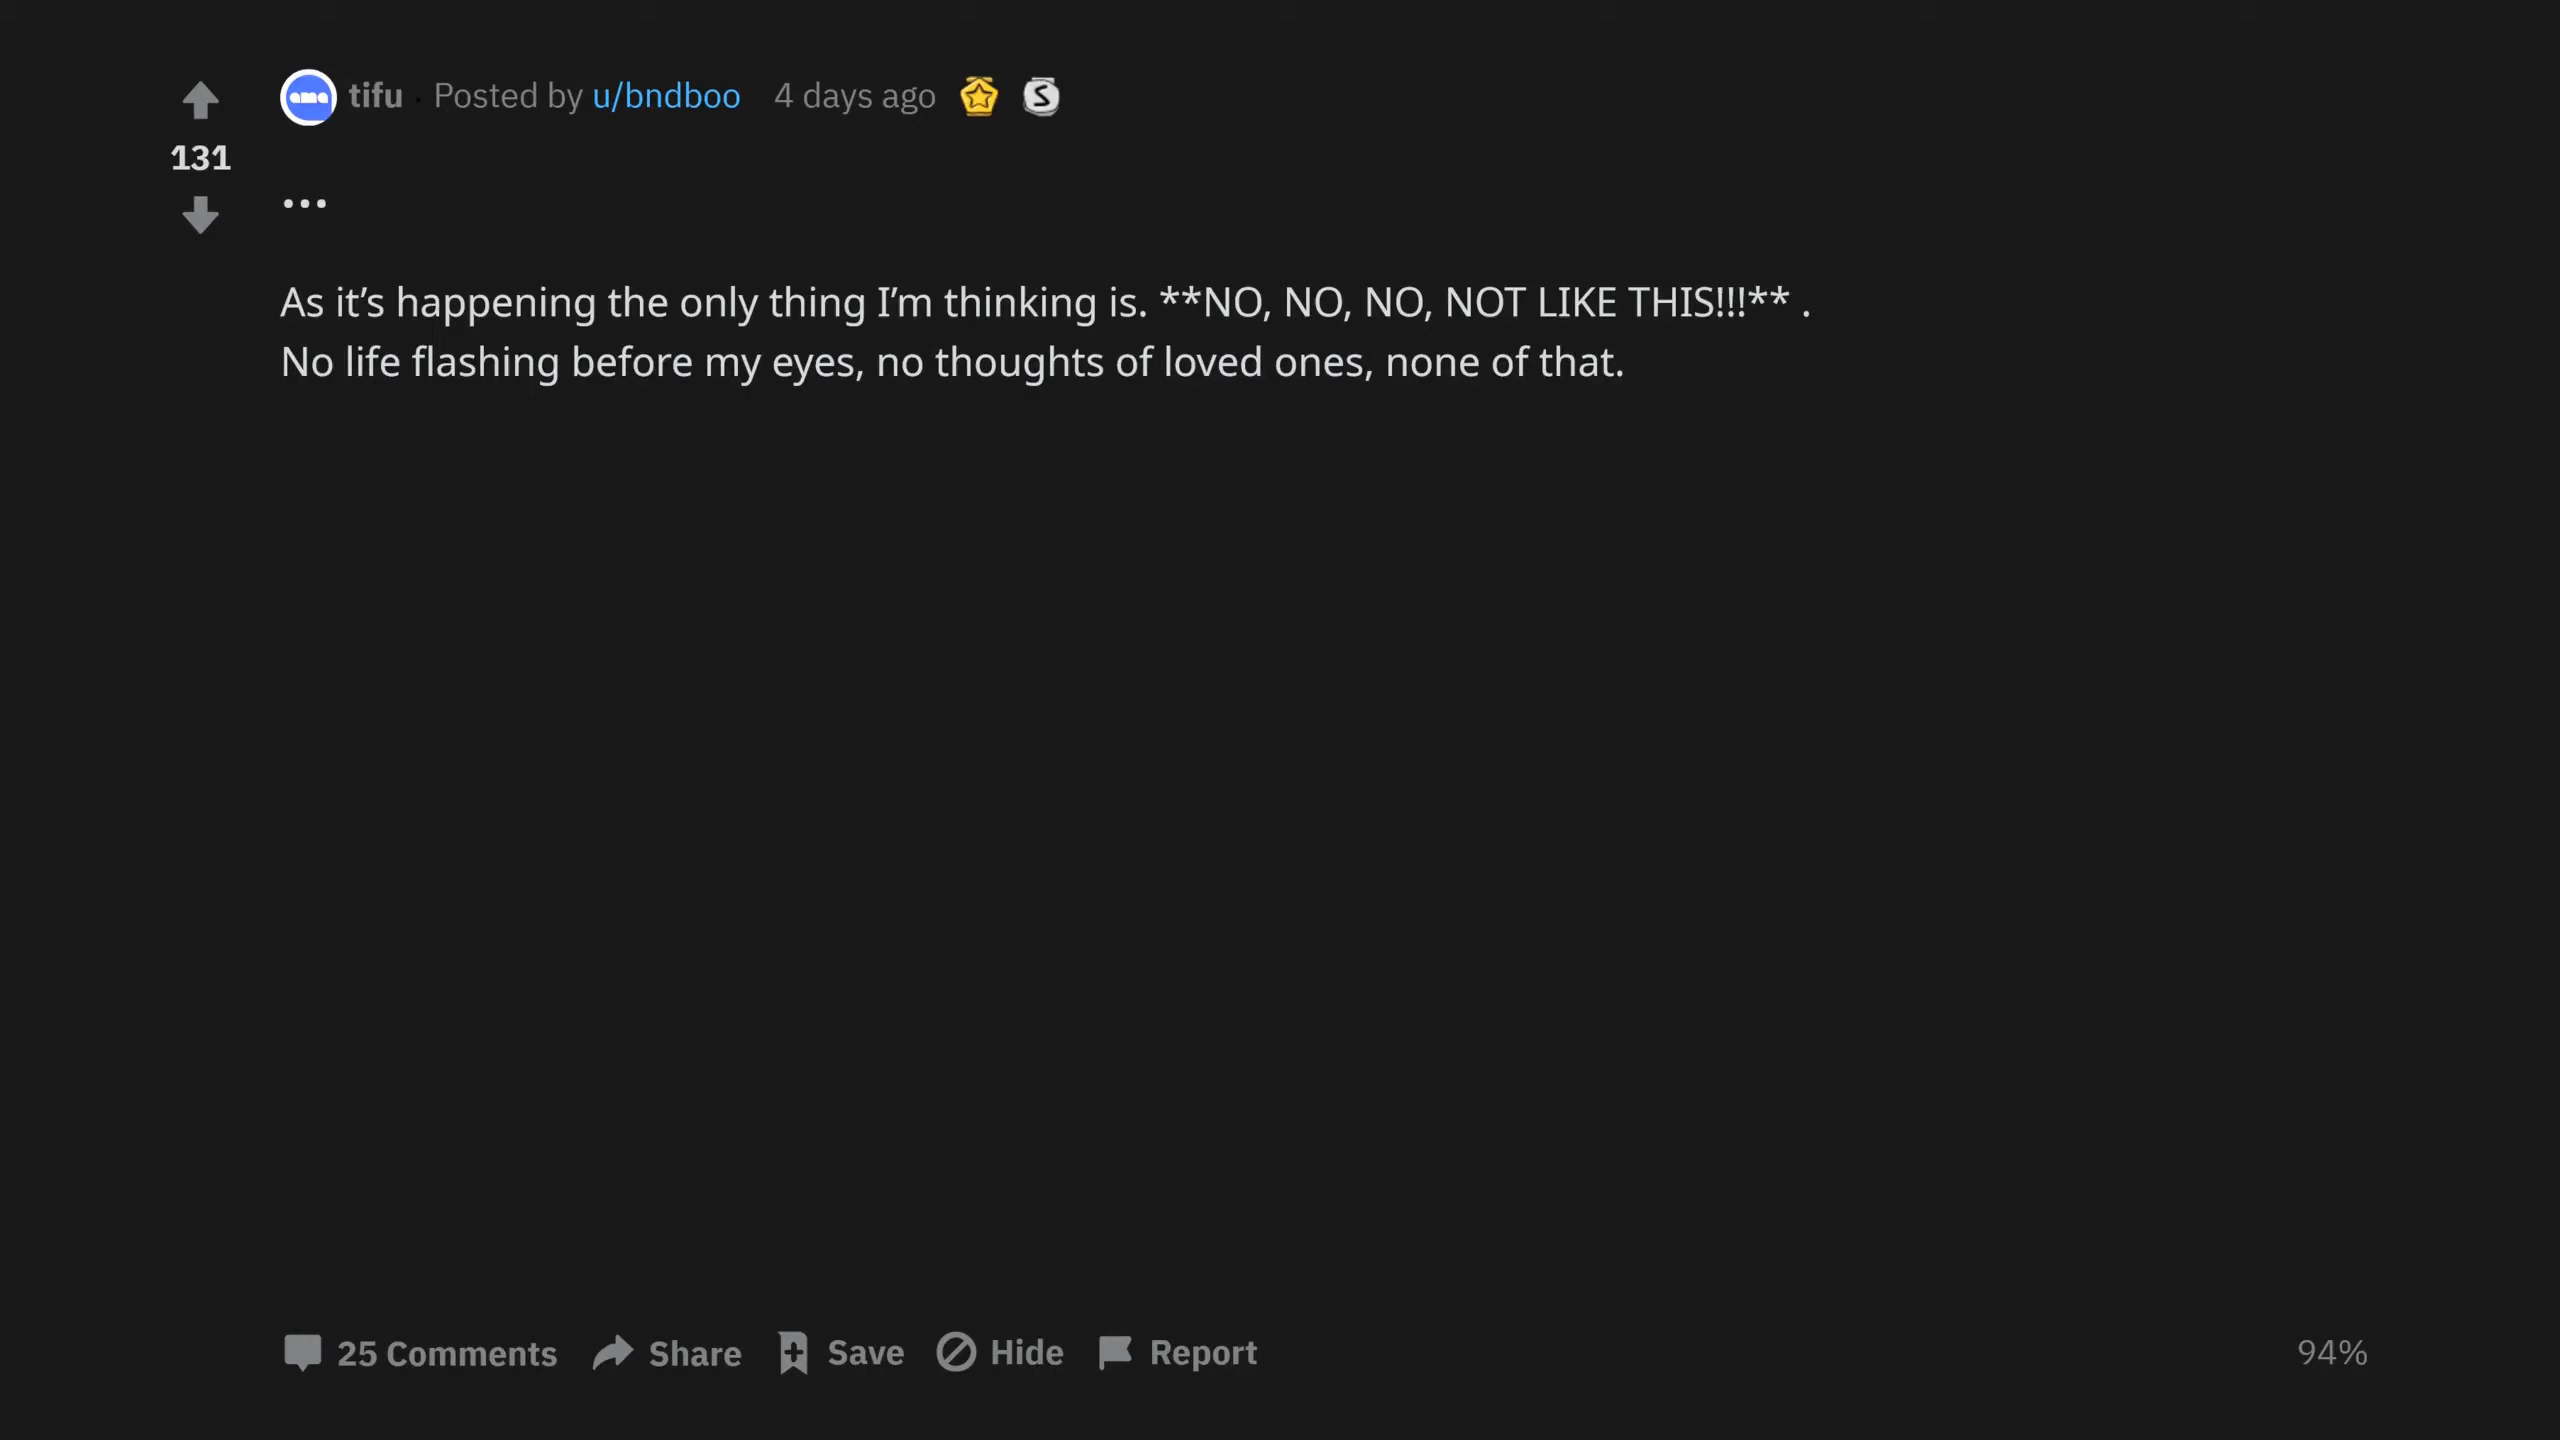 ama tifu · Posted by u/bndboo 4 days ago S
131
...
As it’s happening the only thing I’m thinking is. **NO, NO, NO, NOT LIKE THIS!!!** .
No life flashing before my eyes, no thoughts of loved ones, none of that.
25 Comments Share Save Hide Report 94%